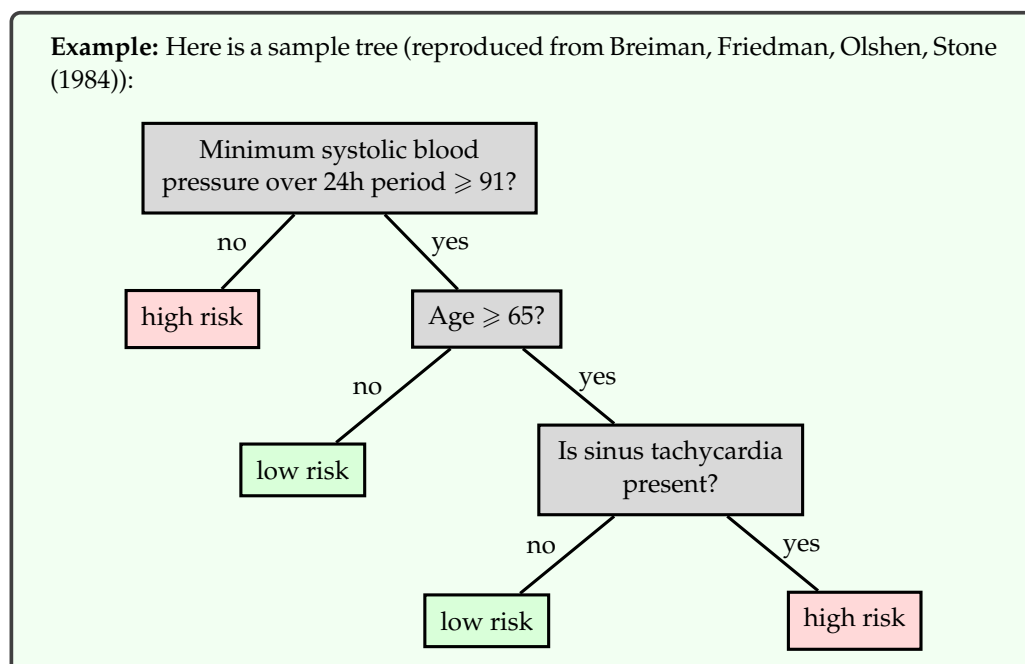 Example: Here is a sample tree (reproduced from Breiman, Friedman, Olshen, Stone
(1984)):
Minimum systolic blood
pressure over 24h period ⩾ 91?
no
yes
high risk
Age ⩾ 65?
no
yes
low risk
Is sinus tachycardia
present?
no
yes
low risk
high risk